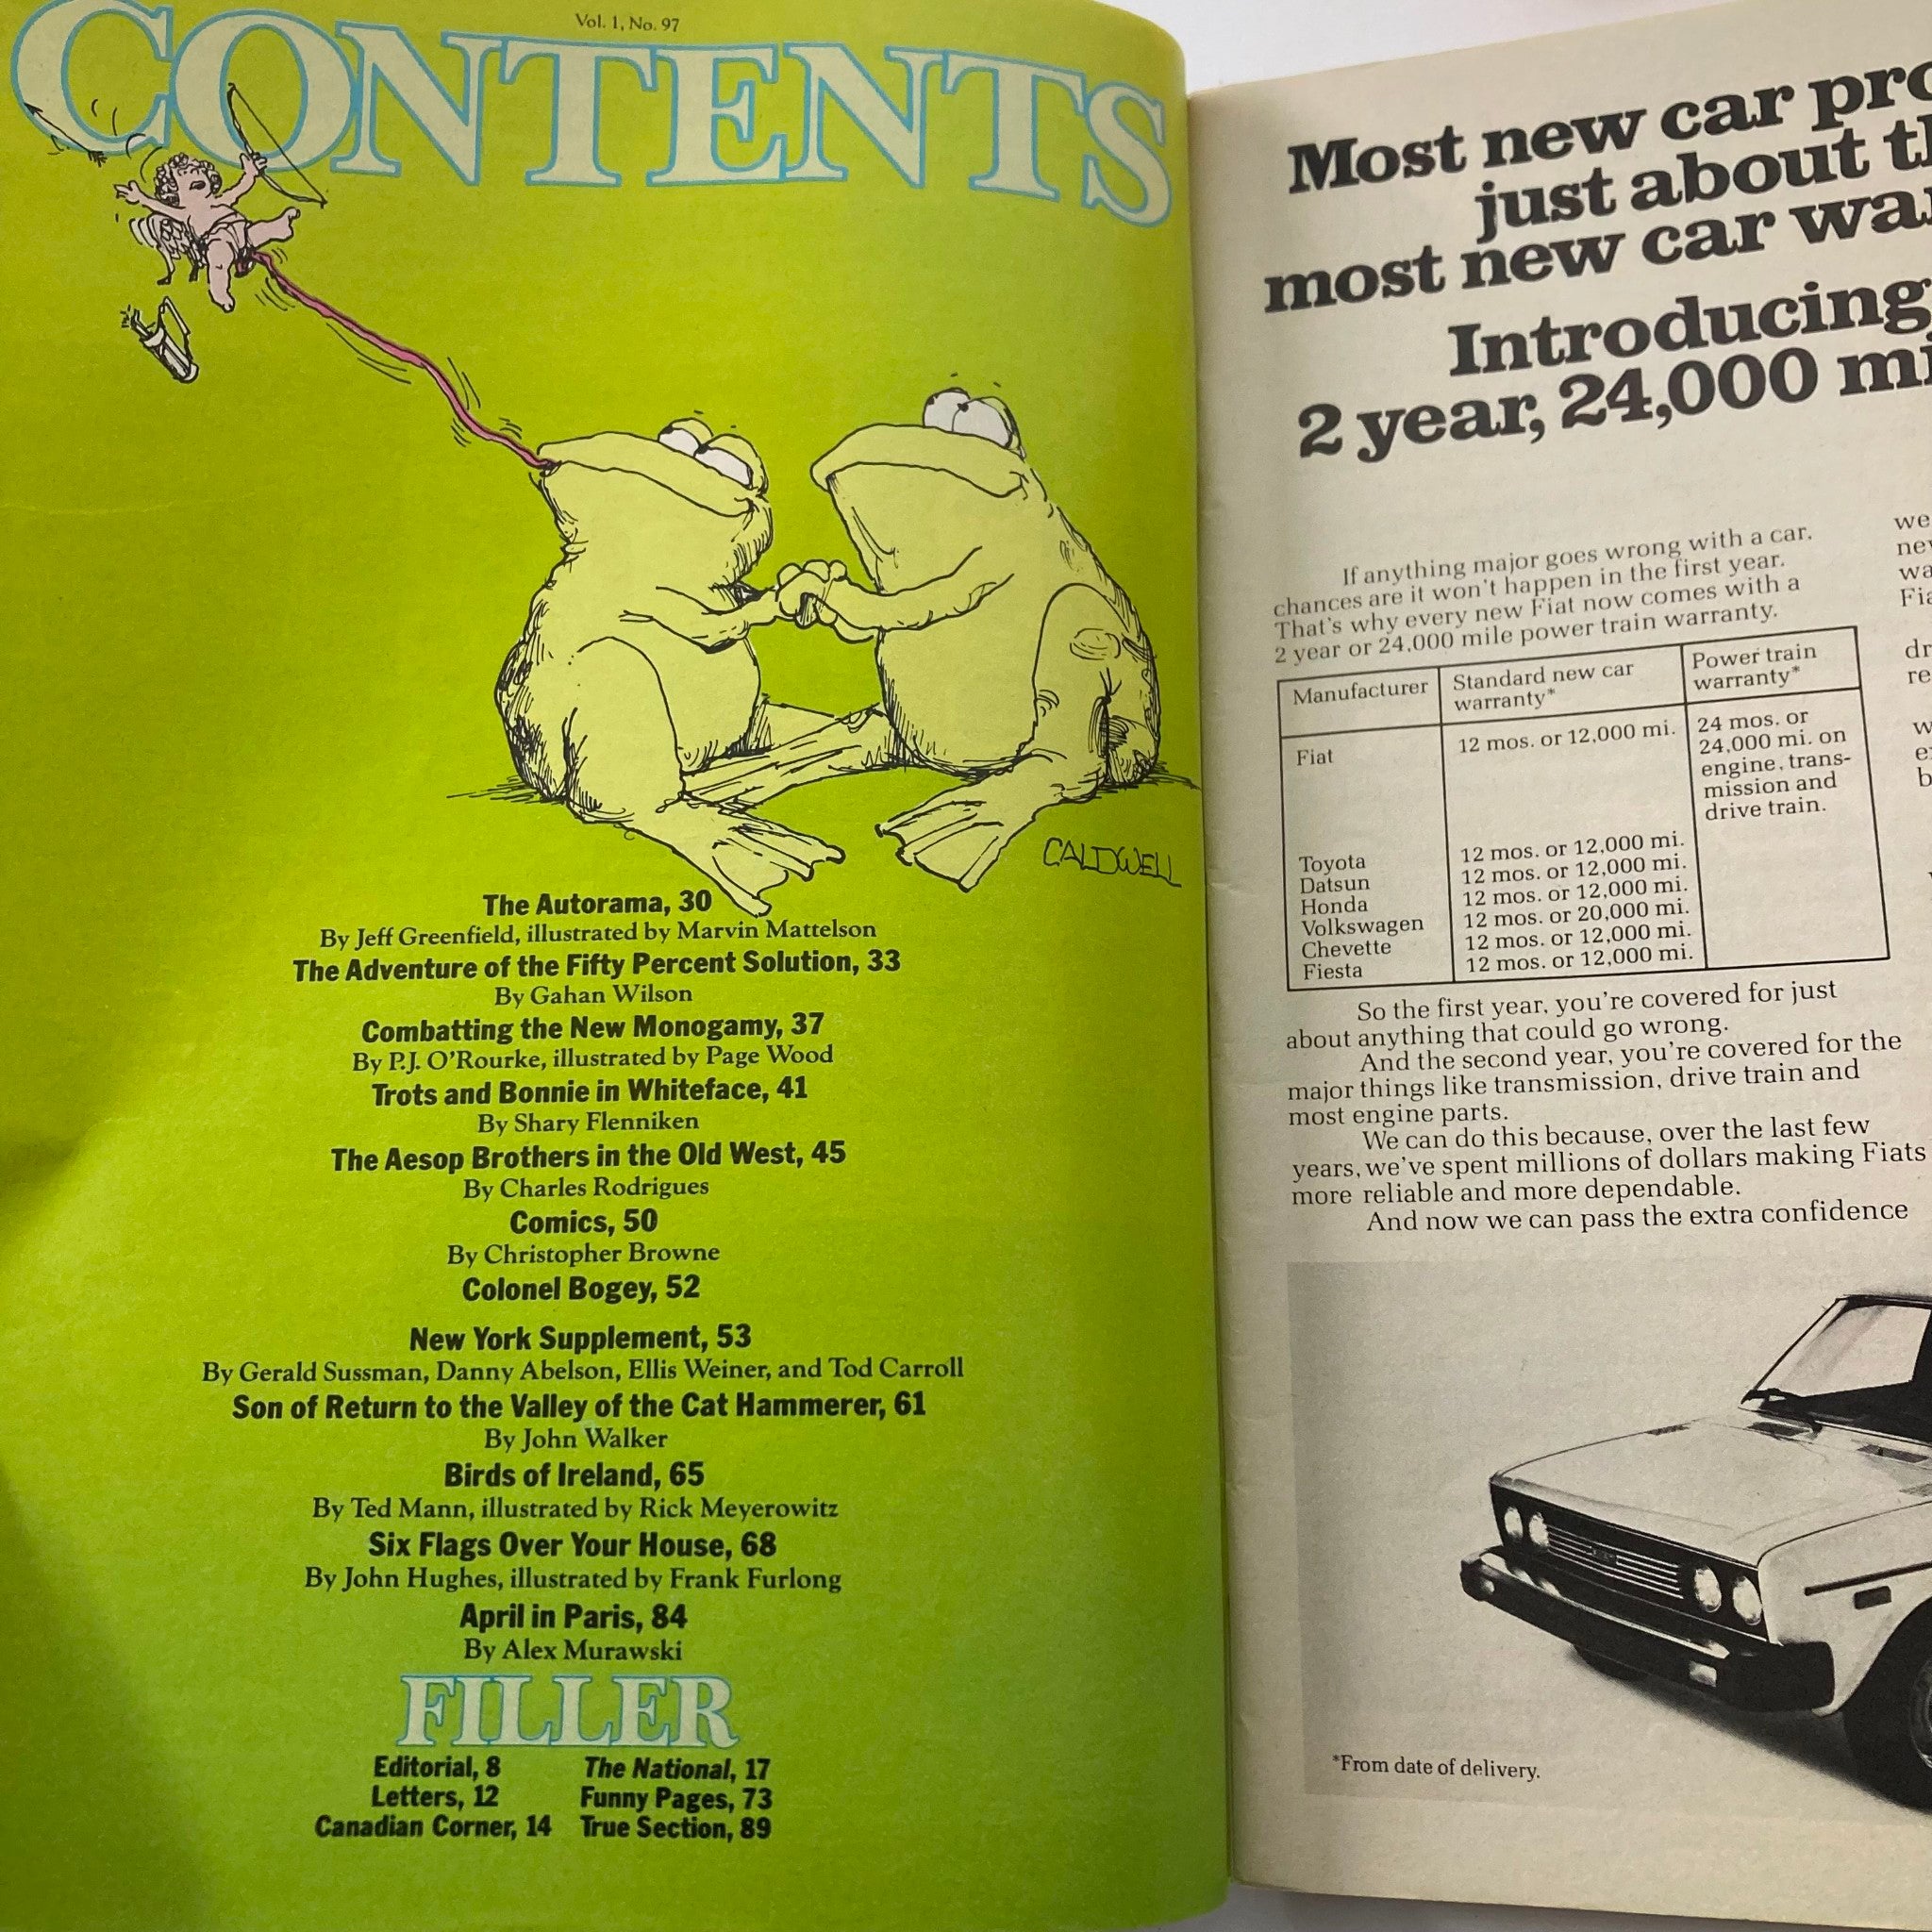 Vol. 1, No. 97
CONTENTS
CALDWELL
The Autorama, 30
By Jeff Greenfield, illustrated by Marvin Mattelson
The Adventure of the Fifty Percent Solution, 33
By Gahan Wilson
Combatting the New Monogamy, 37
By P.J. O'Rourke, illustrated by Page Wood
Trots and Bonnie in Whiteface, 41
By Shary Flenniken
The Aesop Brothers in the Old West, 45
By Charles Rodrigues
Comics, 50
By Christopher Browne
Colonel Bogey, 52
New York Supplement, 53
By Gerald Sussman, Danny Abelson, Ellis Weiner, and Tod Carroll
Son of Return to the Valley of the Cat Hammerer, 61
By John Walker
Birds of Ireland, 65
By Ted Mann, illustrated by Rick Meyerowitz
Six Flags Over Your House, 68
By John Hughes, illustrated by Frank Furlong
April in Paris, 84
By Alex Murawski
FILLER
Editorial, 8 The National, 17
Letters, 12 Funny Pages, 73
Canadian Corner, 14 True Section, 89
Most new car
just about
most new car
Introducing
2 year, 24,000
If anything major goes wrong with a car,
chances are it won't happen in the first year.
That's why every new Fiat now comes with a
2 year or 24,000 mile power train warranty.
Manufacturer Standard new car warranty* Power train warranty*
Fiat 12 mos. or 12,000 mi. 24 mos. or
24,000 mi. on
engine, trans-
mission and
drive train.
Toyota 12 mos. or 12,000 mi.
Datsun 12 mos. or 12,000 mi.
Honda 12 mos. or 12,000 mi.
Volkswagen 12 mos. or 20,000 mi.
Chevette 12 mos. or 12,000 mi.
Fiesta 12 mos. or 12,000 mi.
So the first year, you're covered for just
about anything that could go wrong.
And the second year, you're covered for the
major things like transmission, drive train and
most engine parts.
We can do this because, over the last few
years, we've spent millions of dollars making Fiats
more reliable and more dependable.
And now we can pass the extra confidence
*From date of delivery.